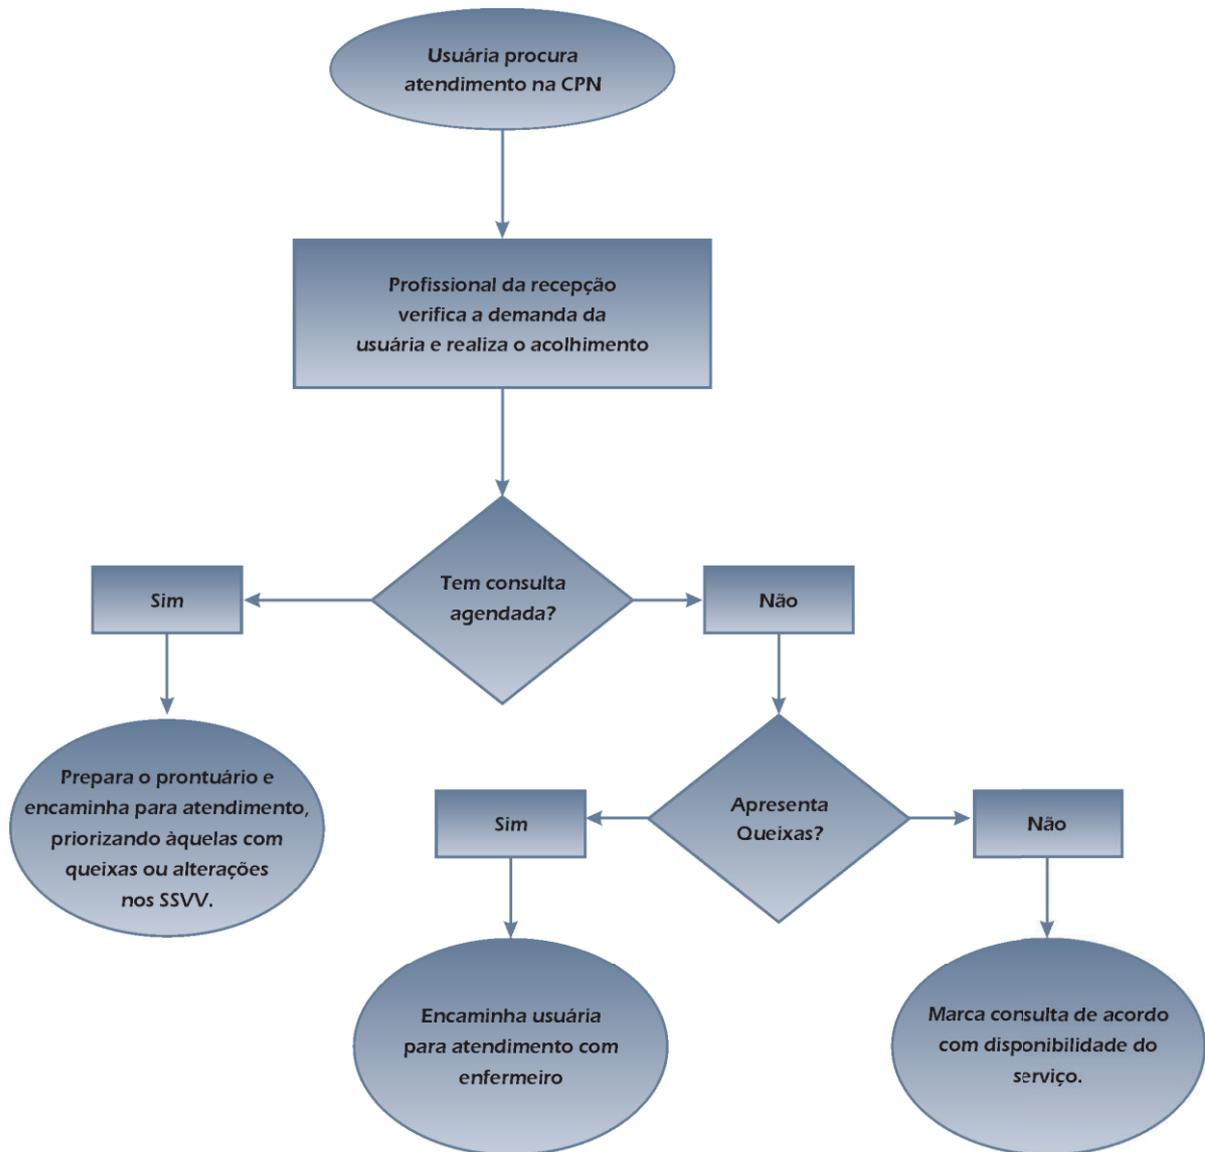 Usuária procura
atendimento na CPN
Profissional da recepção
verifica a demanda da
usuária e realiza o acolhimento
Tem consulta
agendada?
Sim
Não
Prepara o prontuário e
encaminha para atendimento,
priorizando àquelas com
queixas ou alterações
nos SSVV.
Apresenta
Queixas?
Sim
Não
Encaminha usuária
para atendimento com
enfermeiro
Marca consulta de acordo
com disponibilidade do
serviço.